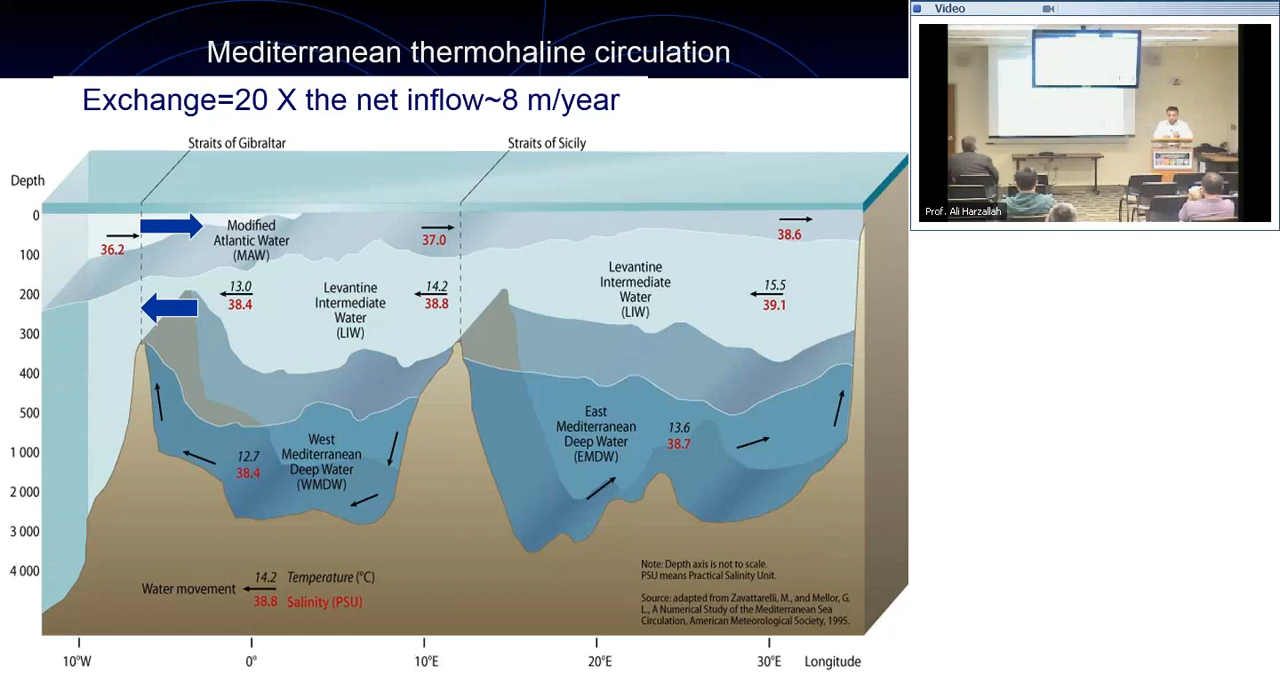 Mediterranean thermohaline circulation
Exchange=20 X the net inflow~8 m/year
Straits of Gibraltar
Straits of Sicily
Depth
0
100
200
300
400
500
1 000
2 000
3 000
4 000
36.2
Modified
Atlantic Water
(MAW)
37.0
38.6
13.0
38.4
Levantine
Intermediate
Water
(LIW)
14.2
38.8
Levantine
Intermediate
Water
(LIW)
15.5
39.1
12.7
38.4
West
Mediterranean
Deep Water
(WMDW)
East
Mediterranean
Deep Water
(EMDW)
13.6
38.7
Water movement
14.2 Temperature (°C)
38.8 Salinity (PSU)
Note: Depth axis is not to scale.
PSU means Practical Salinity Unit.
Source: adapted from Zavattarelli, M., and Mellor, G.
L., A Numerical Study of the Mediterranean Sea
Circulation, American Meteorological Society, 1995.
10°W
0°
10°E
20°E
30°E
Longitude
Video
Prof. Ali Harzallah